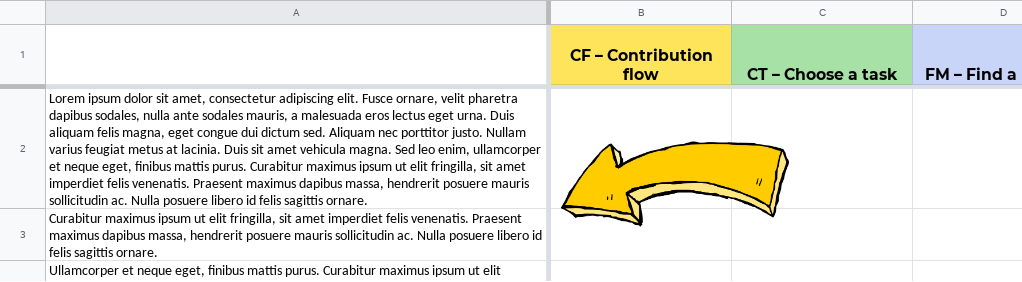 A
B
C
D
1
CF – Contribution
flow
CT – Choose a task
FM – Find a
2
Lorem ipsum dolor sit amet, consectetur adipiscing elit. Fusce ornare, velit pharetra
dapibus sodales, nulla ante sodales mauris, a malesuada eros lectus eget urna. Duis
aliquam felis magna, eget congue dui dictum sed. Aliquam nec porttitor justo. Nullam
varius feugiat metus at lacinia. Duis sit amet vehicula magna. Sed leo enim, ullamcorper
et neque eget, finibus mattis purus. Curabitur maximus ipsum ut elit fringilla, sit amet
imperdiet felis venenatis. Praesent maximus dapibus massa, hendrerit posuere mauris
sollicitudin ac. Nulla posuere libero id felis sagittis ornare.
3
Curabitur maximus ipsum ut elit fringilla, sit amet imperdiet felis venenatis. Praesent
maximus dapibus massa, hendrerit posuere mauris sollicitudin ac. Nulla posuere libero id
felis sagittis ornare.
Ullamcorper et neque eget, finibus mattis purus. Curabitur maximus ipsum ut elit